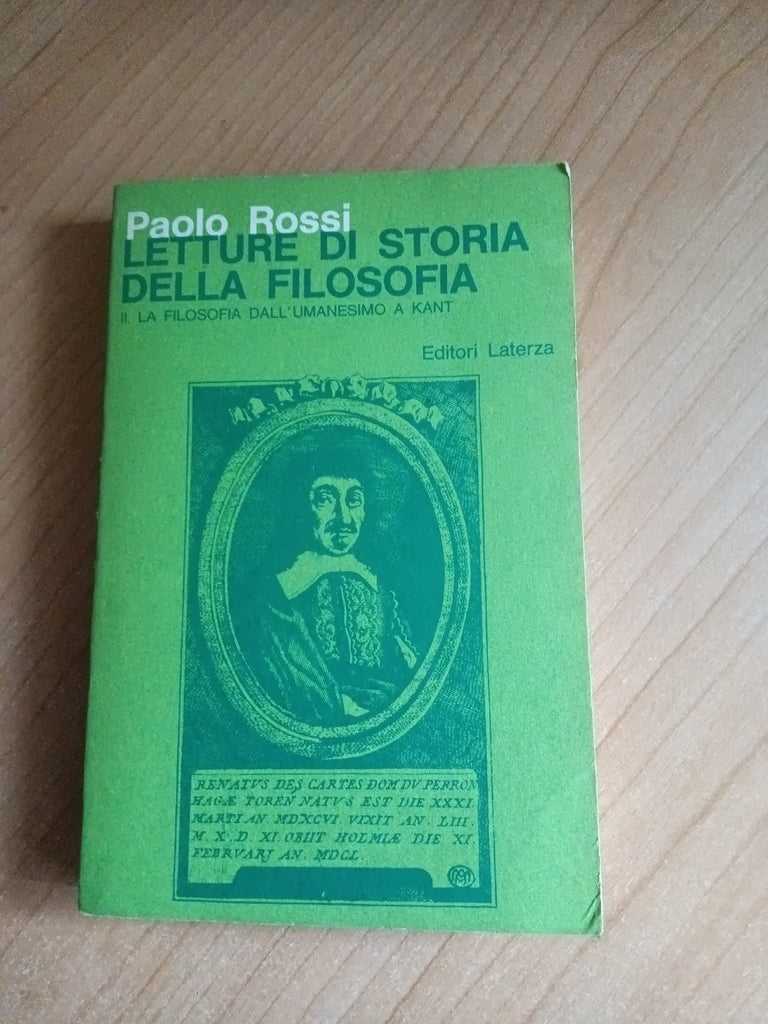 Paolo Rossi
LETTURE DI STORIA
DELLA FILOSOFIA
II. LA FILOSOFIA DALL'UMANESIMO A KANT
Editori Laterza
RENATVS DES CARTES DOM DV PERRON
HAGÆ TOREN NATVS EST DIE XXXI.
MARTI AN. MDXCVI. VIXIT AN. LIII.
M. X. D. XI. OBIIT HOLMIÆ DIE XI.
FEBRVARJ AN. MDCL.